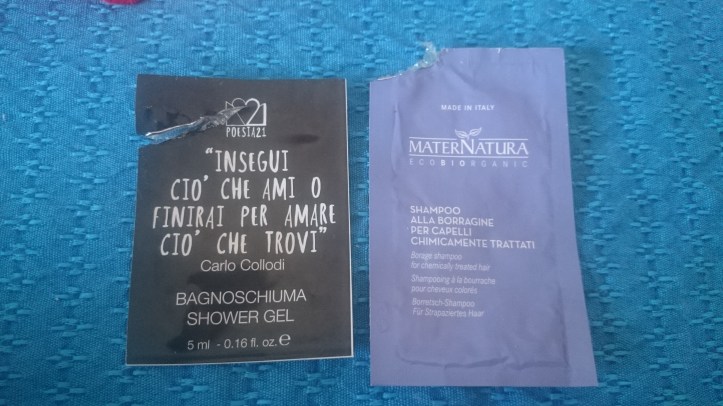 POESIA21
"INSEGUI
CIO' CHE AMI O
FINIRAI PER AMARE
CIO' CHE TROVI"
Carlo Collodi
BAGNOSCHIUMA
SHOWER GEL
5 ml - 0.16 fl. oz. e
MADE IN ITALY
MATERNATURA
ECOBIORGANIC
SHAMPOO
ALLA BORRAGINE
PER CAPELLI
CHIMICAMENTE TRATTATI
Borage shampoo
for chemically treated hair
Shampooing à la bourrache
pour cheveux colorés
Borretsch-Shampoo
Für Strapaziertes Haar